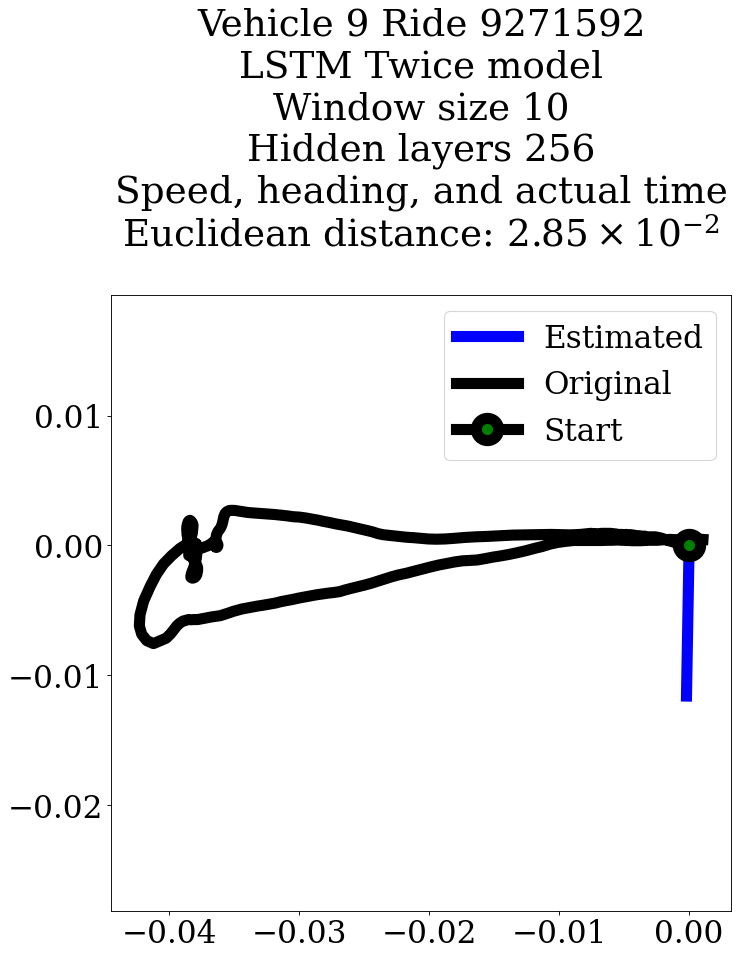 Vehicle 9 Ride 9271592
LSTM Twice model
Window size 10
Hidden layers 256
Speed, heading, and actual time
Euclidean distance: 2.85 × 10⁻²
Estimated
Original
Start
0.01
0.00
−0.01
−0.02
−0.04
−0.03
−0.02
−0.01
0.00